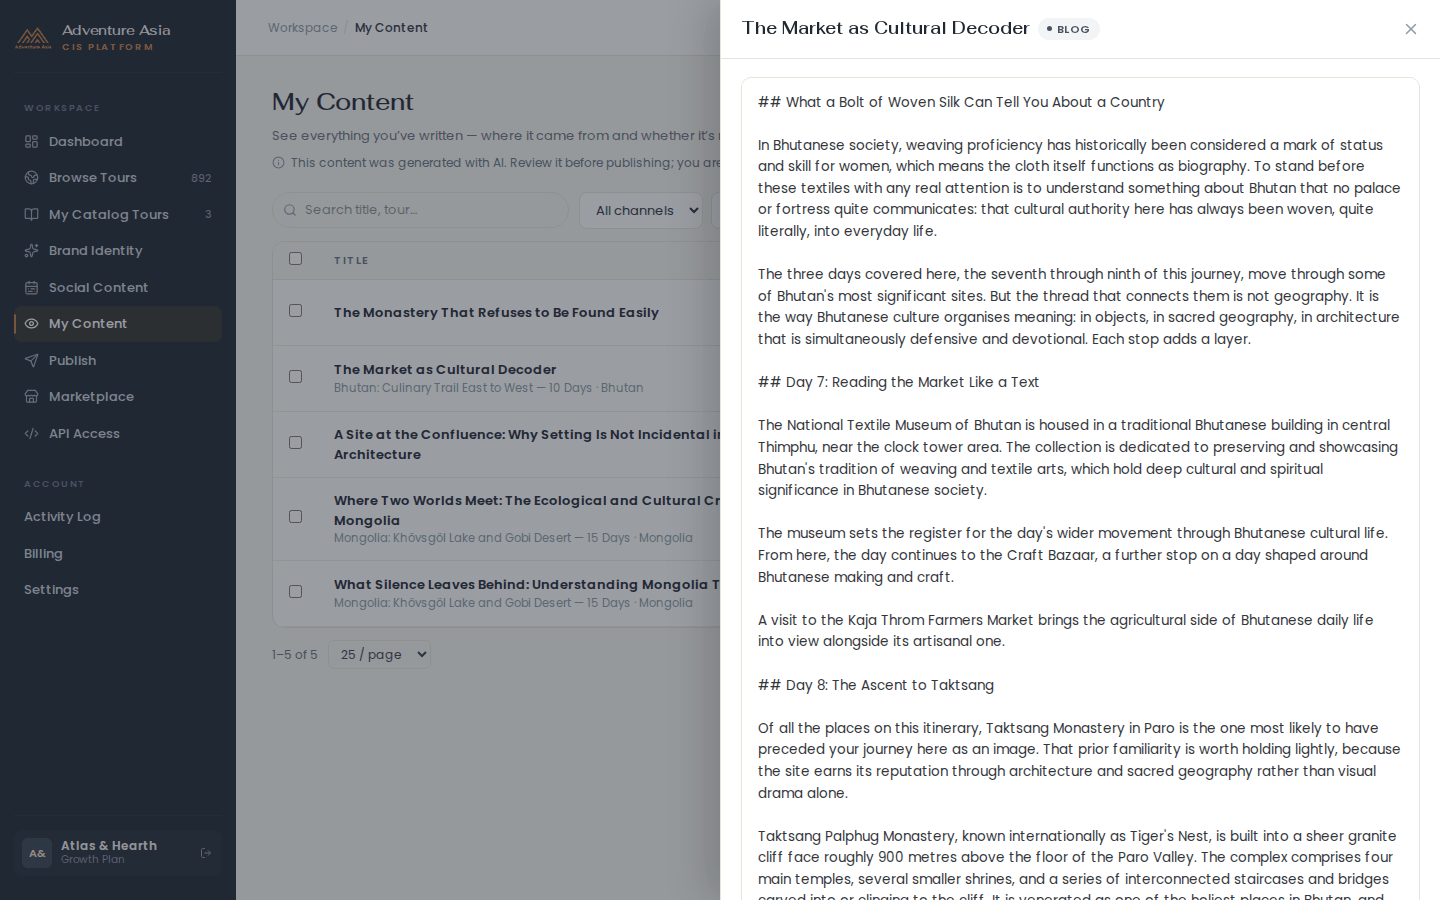 Adventure Asia
Adventure Asia
CIS PLATFORM
WORKSPACE
Dashboard
Browse Tours 892
My Catalog Tours 3
Brand Identity
Social Content
My Content
Publish
Marketplace
API Access
ACCOUNT
Activity Log
Billing
Settings
A& Atlas & Hearth
Growth Plan
Workspace / My Content
My Content
See everything you've written — where it came from and whether it's
This content was generated with AI. Review it before publishing; you are
Search title, tour...
All channels
TITLE
The Monastery That Refuses to Be Found Easily
The Market as Cultural Decoder
Bhutan: Culinary Trail East to West — 10 Days · Bhutan
A Site at the Confluence: Why Setting Is Not Incidental in
Architecture
Where Two Worlds Meet: The Ecological and Cultural Cr
Mongolia
Mongolia: Khövsgöl Lake and Gobi Desert — 15 Days · Mongolia
What Silence Leaves Behind: Understanding Mongolia T
Mongolia: Khövsgöl Lake and Gobi Desert — 15 Days · Mongolia
1–5 of 5
25 / page
The Market as Cultural Decoder
BLOG
## What a Bolt of Woven Silk Can Tell You About a Country
In Bhutanese society, weaving proficiency has historically been considered a mark of status
and skill for women, which means the cloth itself functions as biography. To stand before
these textiles with any real attention is to understand something about Bhutan that no palace
or fortress quite communicates: that cultural authority here has always been woven, quite
literally, into everyday life.
The three days covered here, the seventh through ninth of this journey, move through some
of Bhutan's most significant sites. But the thread that connects them is not geography. It is
the way Bhutanese culture organises meaning: in objects, in sacred geography, in architecture
that is simultaneously defensive and devotional. Each stop adds a layer.
## Day 7: Reading the Market Like a Text
The National Textile Museum of Bhutan is housed in a traditional Bhutanese building in central
Thimphu, near the clock tower area. The collection is dedicated to preserving and showcasing
Bhutan's tradition of weaving and textile arts, which hold deep cultural and spiritual
significance in Bhutanese society.
The museum sets the register for the day's wider movement through Bhutanese cultural life.
From here, the day continues to the Craft Bazaar, a further stop on a day shaped around
Bhutanese making and craft.
A visit to the Kaja Throm Farmers Market brings the agricultural side of Bhutanese daily life
into view alongside its artisanal one.
## Day 8: The Ascent to Taktsang
Of all the places on this itinerary, Taktsang Monastery in Paro is the one most likely to have
preceded your journey here as an image. That prior familiarity is worth holding lightly, because
the site earns its reputation through architecture and sacred geography rather than visual
drama alone.
Taktsang Palphug Monastery, known internationally as Tiger's Nest, is built into a sheer granite
cliff face roughly 900 metres above the floor of the Paro Valley. The complex comprises four
main temples, several smaller shrines, and a series of interconnected staircases and bridges
carved into or clinging to the cliff. It is venerated as one of the holiest places in Bhutan, and